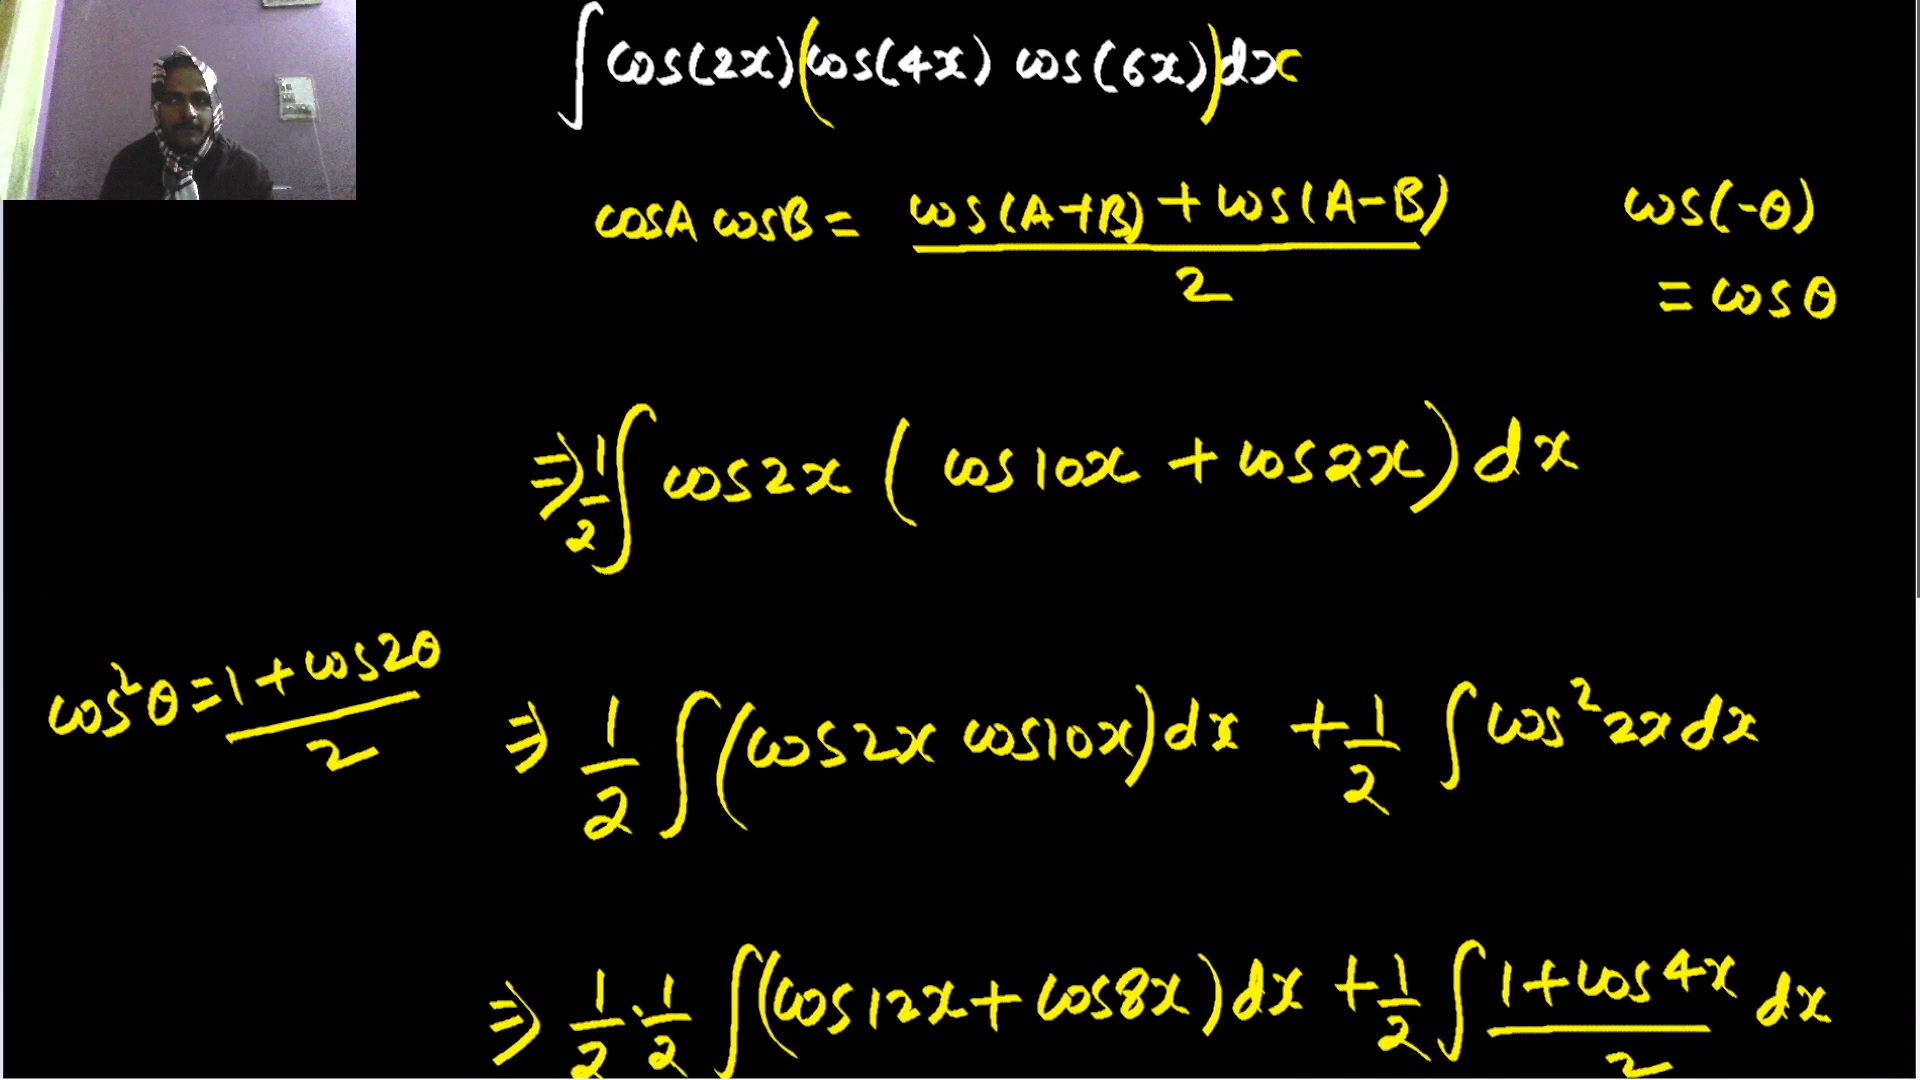 ∫ cos(2x)(cos(4x) cos(6x))dx
cosA cosB = (cos(A+B) + cos(A-B))/2
cos(-θ)
= cosθ
⇒ 1/2 ∫ cos2x ( cos10x + cos2x ) dx
cos²θ = (1 + cos2θ)/2
⇒ 1/2 ∫ (cos2x cos10x) dx + 1/2 ∫ cos²2x dx
⇒ 1/2 · 1/2 ∫ (cos12x + cos8x) dx + 1/2 ∫ (1 + cos4x)/2 dx